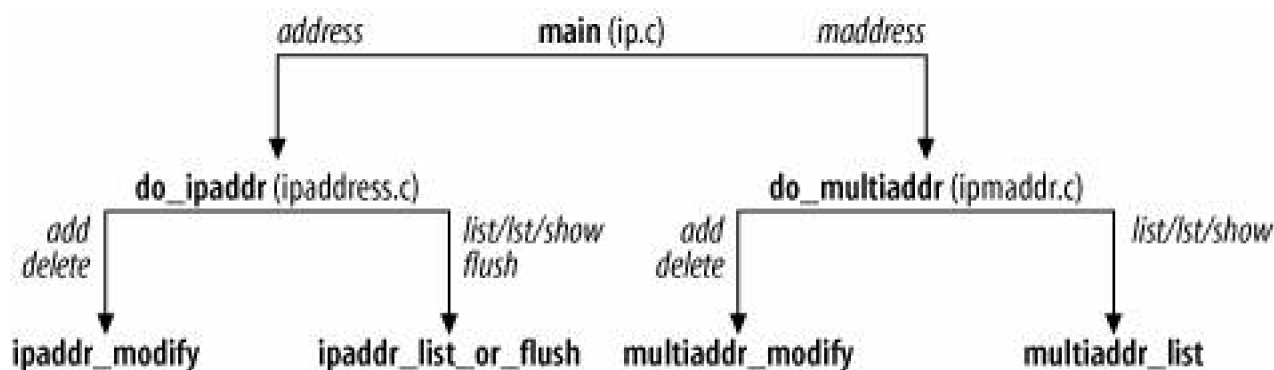 address main (ip.c) maddress
do_ipaddr (ipaddress.c) do_multiaddr (ipmaddr.c)
add list/lst/show add list/lst/show
delete flush delete
ipaddr_modify ipaddr_list_or_flush multiaddr_modify multiaddr_list